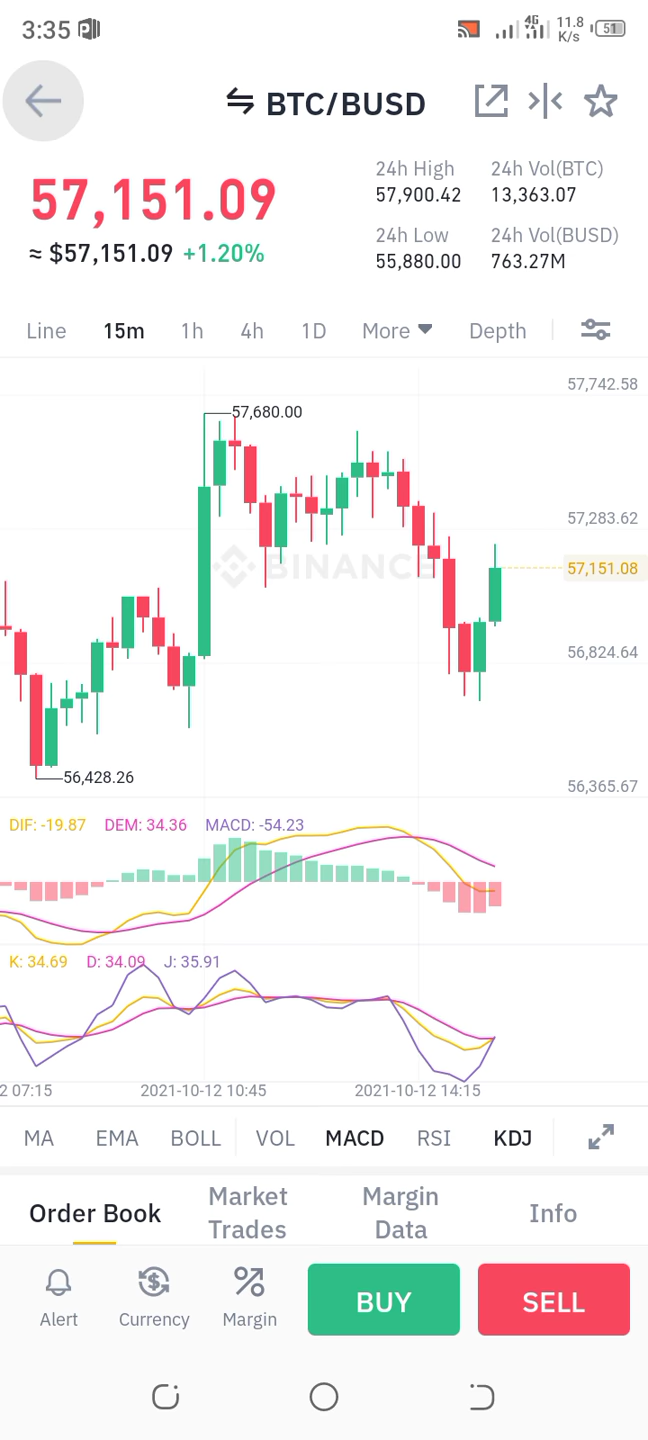 3:35 4G 11.8 K/s 51
BTC/BUSD
57,151.09
≈ $57,151.09 +1.20%
24h High 24h Vol(BTC)
57,900.42 13,363.07
24h Low 24h Vol(BUSD)
55,880.00 763.27M
Line 15m 1h 4h 1D More Depth
57,742.58
57,680.00
57,283.62
BINANCE
57,151.08
56,824.64
56,428.26
56,365.67
DIF: -19.87 DEM: 34.36 MACD: -54.23
K: 34.69 D: 34.09 J: 35.91
2 07:15 2021-10-12 10:45 2021-10-12 14:15
MA EMA BOLL VOL MACD RSI KDJ
Order Book Market Trades Margin Data Info
Alert Currency Margin BUY SELL